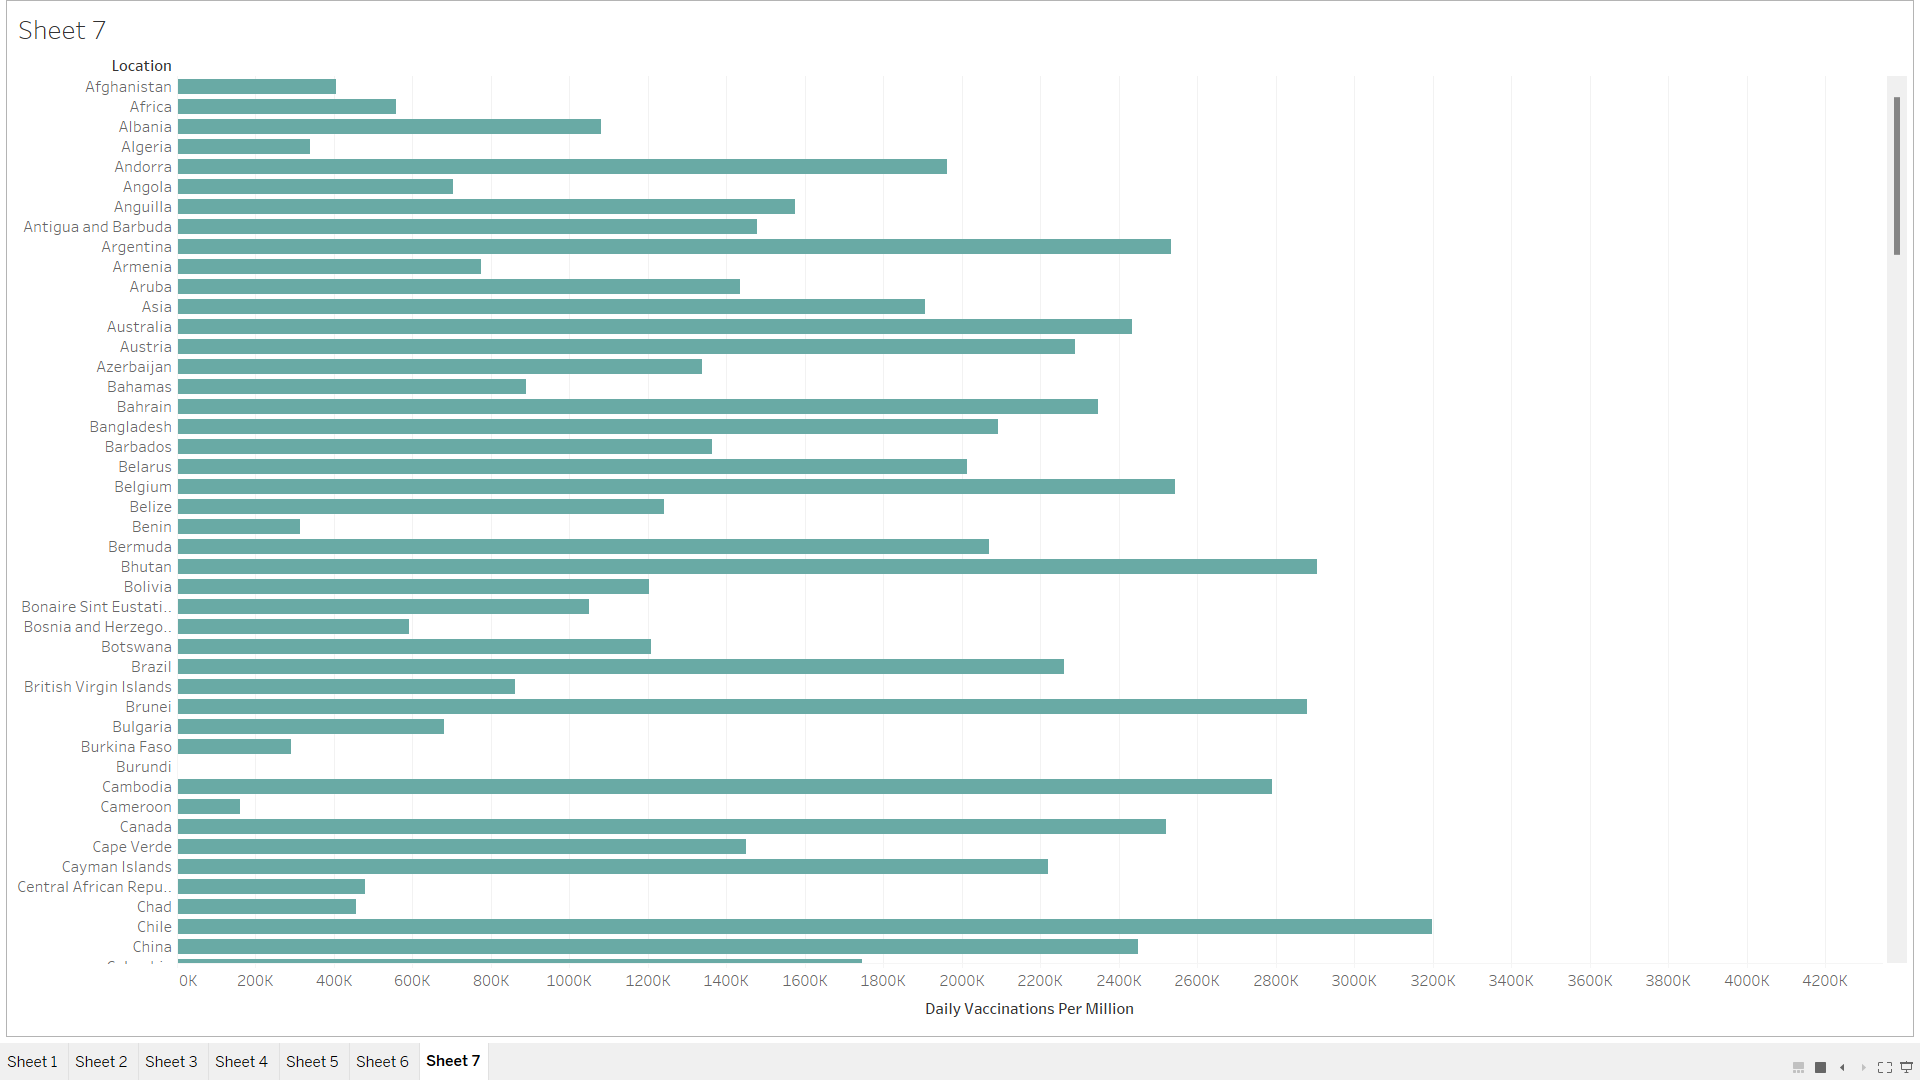 Sheet 7
Location
Afghanistan
Africa
Albania
Algeria
Andorra
Angola
Anguilla
Antigua and Barbuda
Argentina
Armenia
Aruba
Asia
Australia
Austria
Azerbaijan
Bahamas
Bahrain
Bangladesh
Barbados
Belarus
Belgium
Belize
Benin
Bermuda
Bhutan
Bolivia
Bonaire Sint Eustati..
Bosnia and Herzego..
Botswana
Brazil
British Virgin Islands
Brunei
Bulgaria
Burkina Faso
Burundi
Cambodia
Cameroon
Canada
Cape Verde
Cayman Islands
Central African Repu..
Chad
Chile
China
0K 200K 400K 600K 800K 1000K 1200K 1400K 1600K 1800K 2000K 2200K 2400K 2600K 2800K 3000K 3200K 3400K 3600K 3800K 4000K 4200K
Daily Vaccinations Per Million
Sheet 1 Sheet 2 Sheet 3 Sheet 4 Sheet 5 Sheet 6 Sheet 7